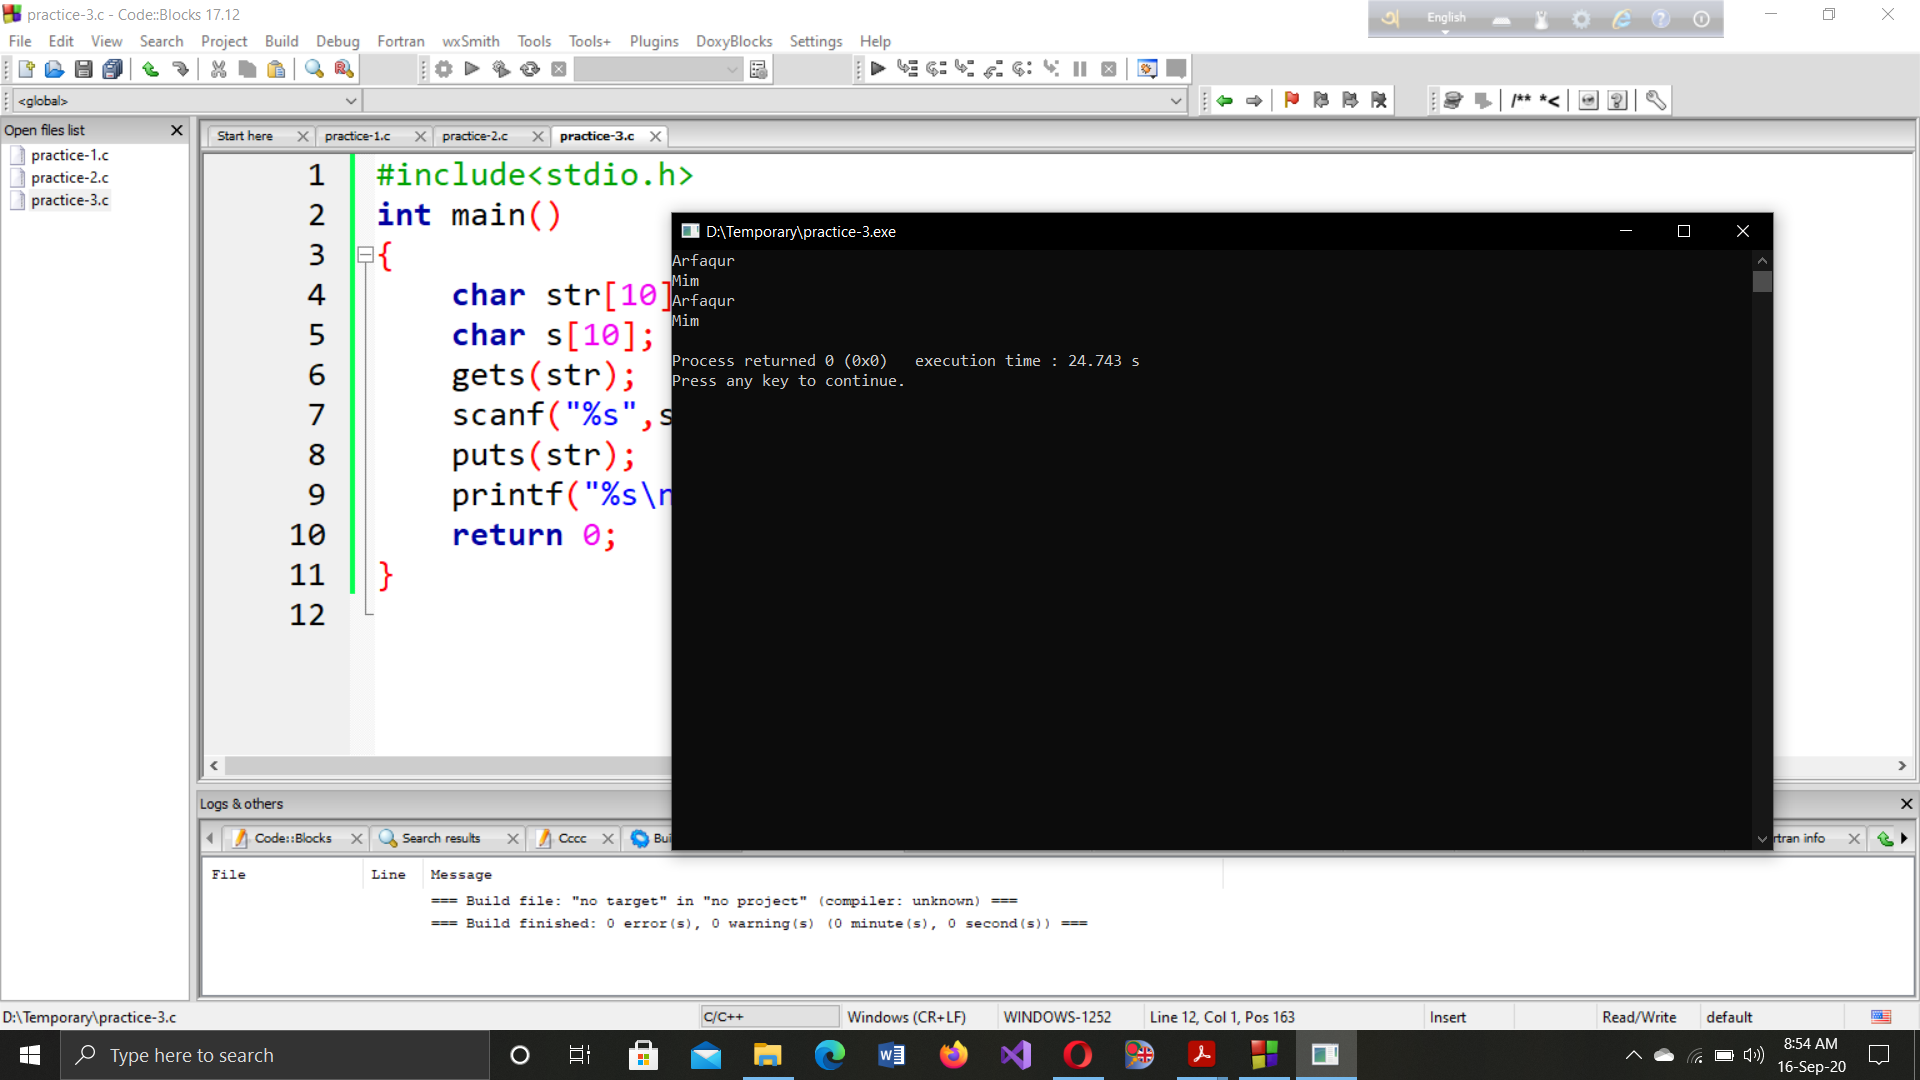 practice-3.c - Code::Blocks 17.12
English
File Edit View Search Project Build Debug Fortran wxSmith Tools Tools+ Plugins DoxyBlocks Settings Help
<global>
/** *<
Open files list
practice-1.c
practice-2.c
practice-3.c
Start here practice-1.c practice-2.c practice-3.c
1 #include<stdio.h>
2 int main()
3 {
4 char str[10]
5 char s[10];
6 gets(str);
7 scanf("%s",s
8 puts(str);
9 printf("%s\n
10 return 0;
11 }
12
D:\Temporary\practice-3.exe
Arfaqur
Mim
Arfaqur
Mim
Process returned 0 (0x0) execution time : 24.743 s
Press any key to continue.
Logs & others
Code::Blocks Search results Cccc Bui rtran info
File Line Message
=== Build file: "no target" in "no project" (compiler: unknown) ===
=== Build finished: 0 error(s), 0 warning(s) (0 minute(s), 0 second(s)) ===
D:\Temporary\practice-3.c C/C++ Windows (CR+LF) WINDOWS-1252 Line 12, Col 1, Pos 163 Insert Read/Write default
Type here to search
8:54 AM
16-Sep-20